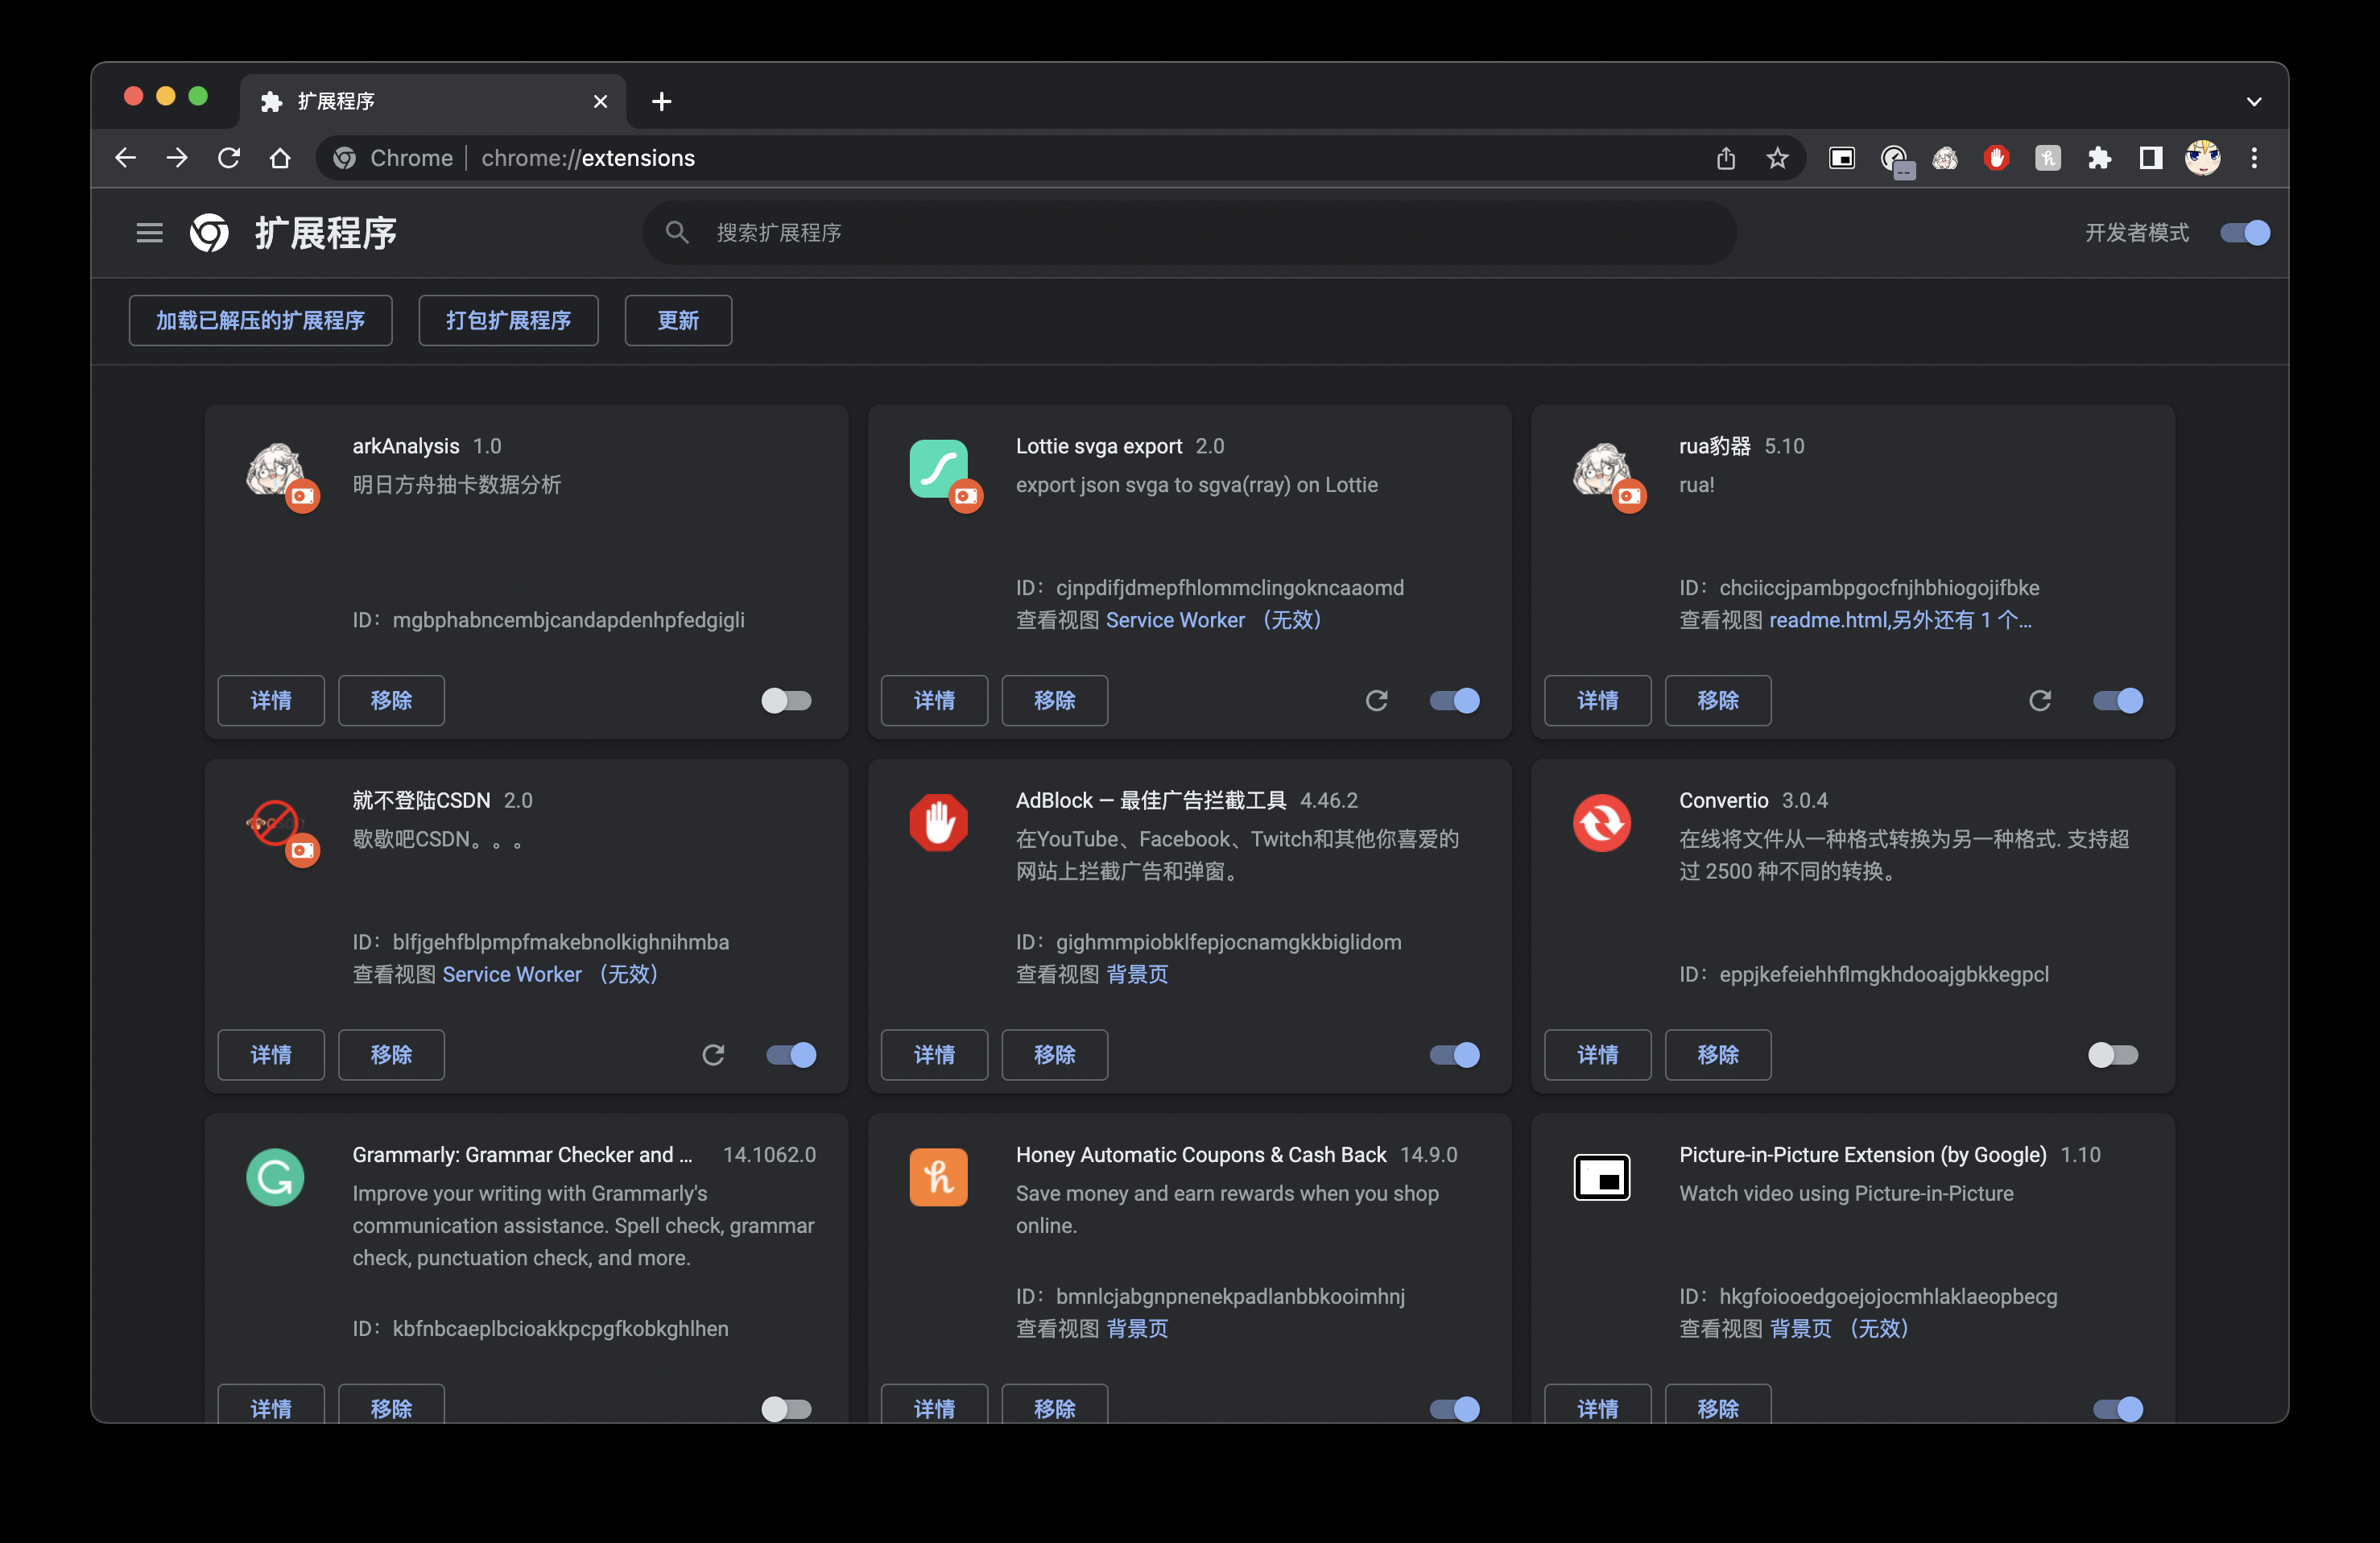 扩展程序
Chrome | chrome://extensions
--
扩展程序
搜索扩展程序
开发者模式
加载已解压的扩展程序
打包扩展程序
更新
arkAnalysis 1.0
明日方舟抽卡数据分析
ID： mgbphabncembjcandapdenhpfedgigli
详情
移除
Lottie svga export 2.0
export json svga to sgva(rray) on Lottie
ID： cjnpdifjdmepfhlommclingokncaaomd
查看视图 Service Worker （无效）
详情
移除
rua豹器 5.10
rua!
ID： chciiccjpambpgocfnjhbhiogojifbke
查看视图 readme.html,另外还有 1 个...
详情
移除
就不登陆CSDN 2.0
歇歇吧CSDN。。。
ID： blfjgehfblpmpfmakebnolkighnihmba
查看视图 Service Worker （无效）
详情
移除
AdBlock — 最佳广告拦截工具 4.46.2
在YouTube、Facebook、Twitch和其他你喜爱的
网站上拦截广告和弹窗。
ID： gighmmpiobklfepjocnamgkkbiglidom
查看视图 背景页
详情
移除
Convertio 3.0.4
在线将文件从一种格式转换为另一种格式. 支持超
过 2500 种不同的转换。
ID： eppjkefeiehhflmgkhdooajgbkkegpcl
详情
移除
Grammarly: Grammar Checker and ... 14.1062.0
Improve your writing with Grammarly's
communication assistance. Spell check, grammar
check, punctuation check, and more.
ID： kbfnbcaeplbcioakkpcpgfkobkghlhen
详情
移除
Honey Automatic Coupons & Cash Back 14.9.0
Save money and earn rewards when you shop
online.
ID： bmnlcjabgnpnenekpadlanbbkooimhnj
查看视图 背景页
详情
移除
Picture-in-Picture Extension (by Google) 1.10
Watch video using Picture-in-Picture
ID： hkgfoiooedgoejojocmhlaklaeopbecg
查看视图 背景页 （无效）
详情
移除